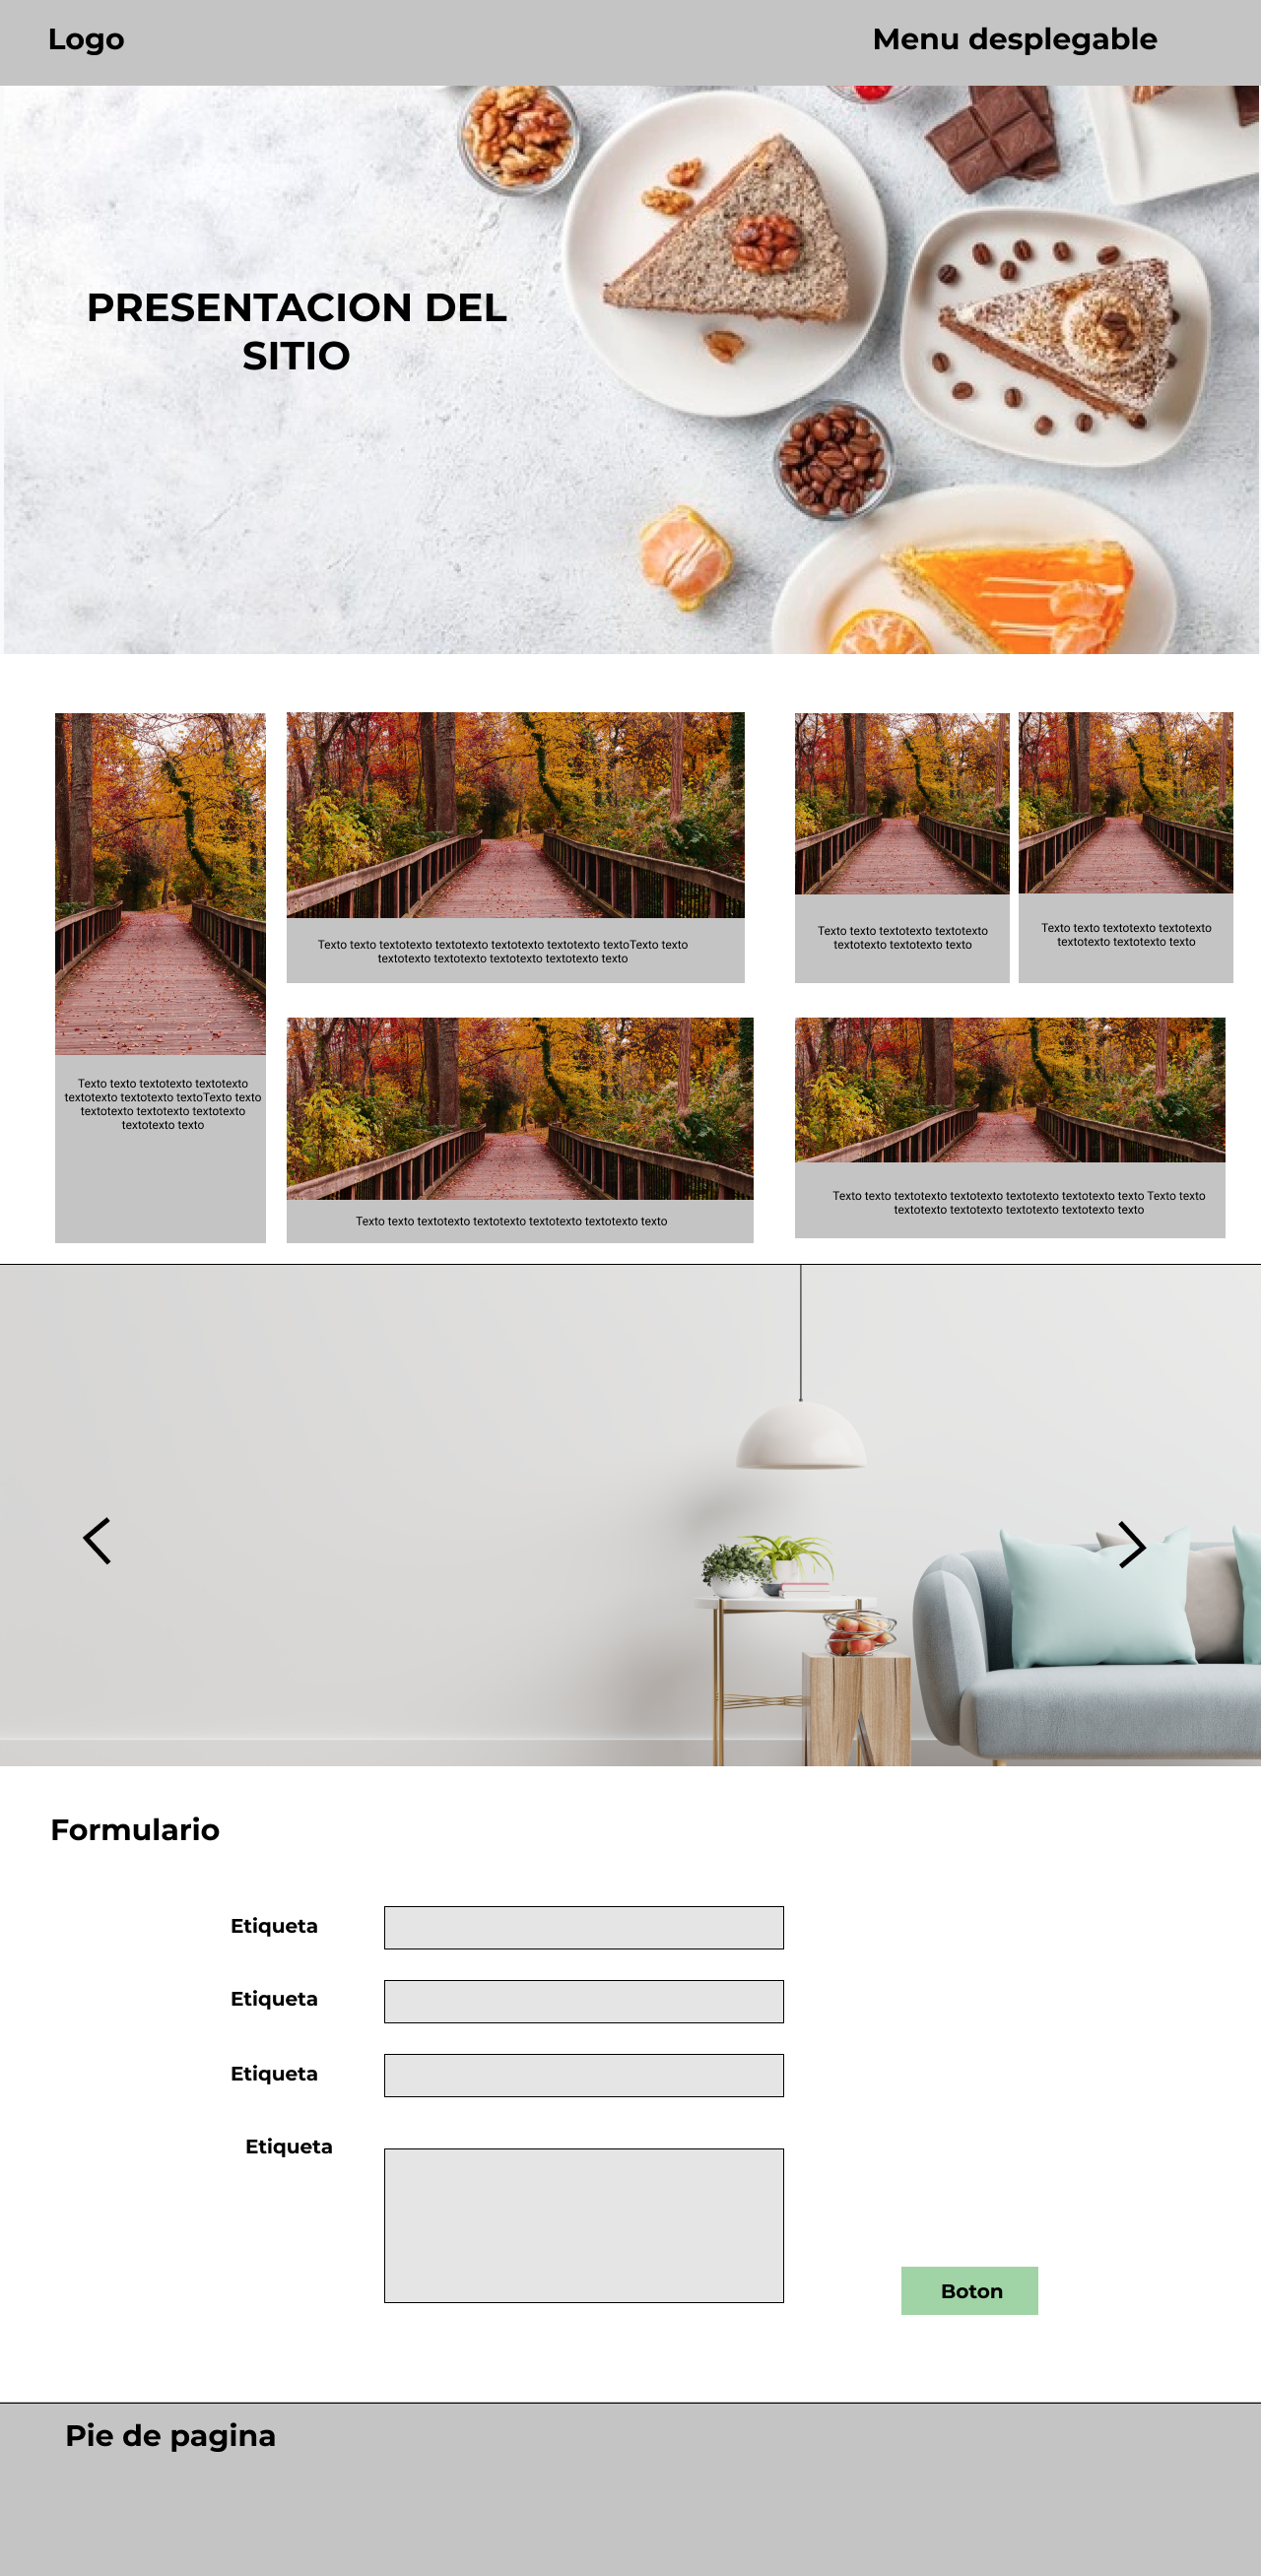 Logo
Menu desplegable
PRESENTACION DEL
SITIO
Texto texto textotexto textotexto
textotexto textotexto textoTexto texto
textotexto textotexto textotexto
textotexto texto
Texto texto textotexto textotexto textotexto textotexto textoTexto texto
textotexto textotexto textotexto textotexto texto
Texto texto textotexto textotexto
textotexto textotexto texto
Texto texto textotexto textotexto
textotexto textotexto texto
Texto texto textotexto textotexto textotexto textotexto texto
Texto texto textotexto textotexto textotexto textotexto texto Texto texto
textotexto textotexto textotexto textotexto texto
Formulario
Etiqueta
Etiqueta
Etiqueta
Etiqueta
Boton
Pie de pagina